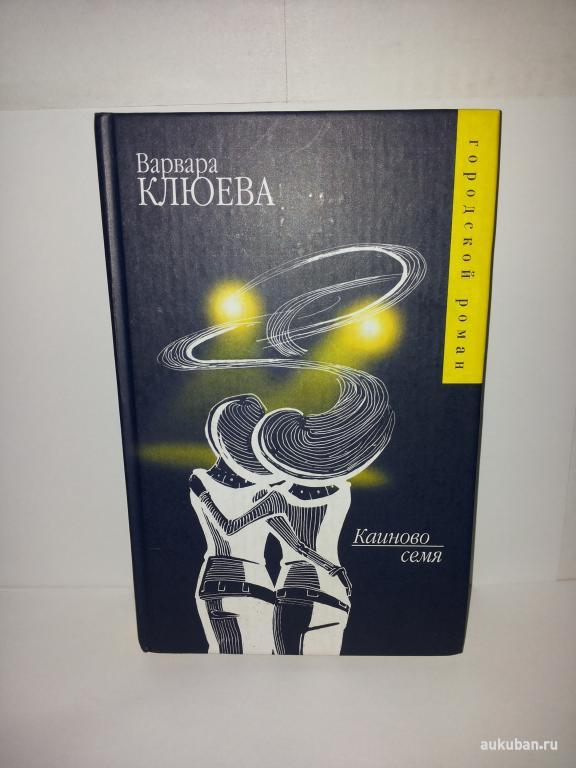 Варвара
КЛЮЕВА
городской роман
Каиново
семя
aukuban.ru